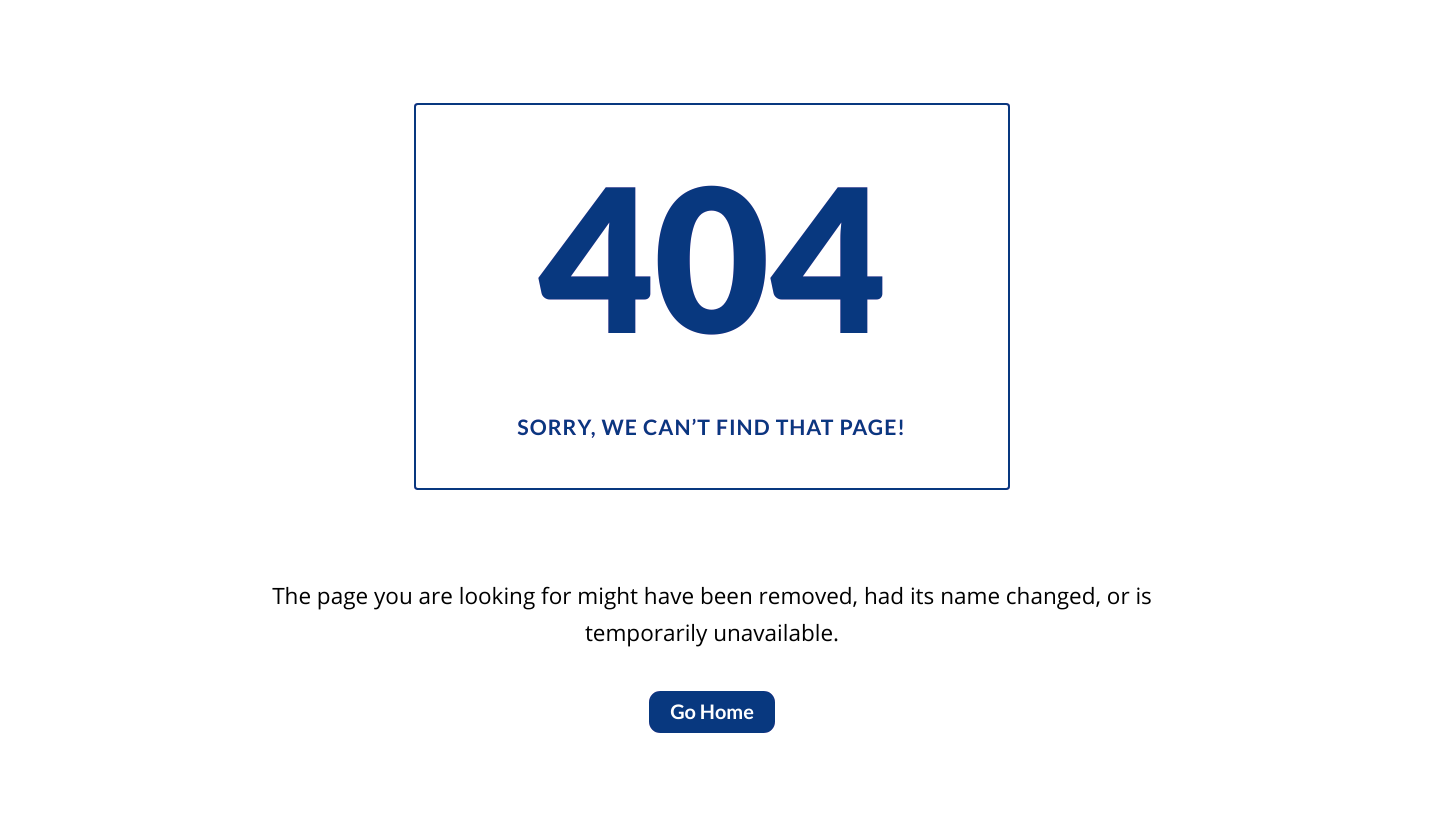 404
SORRY, WE CAN’T FIND THAT PAGE!
The page you are looking for might have been removed, had its name changed, or is
temporarily unavailable.
Go Home